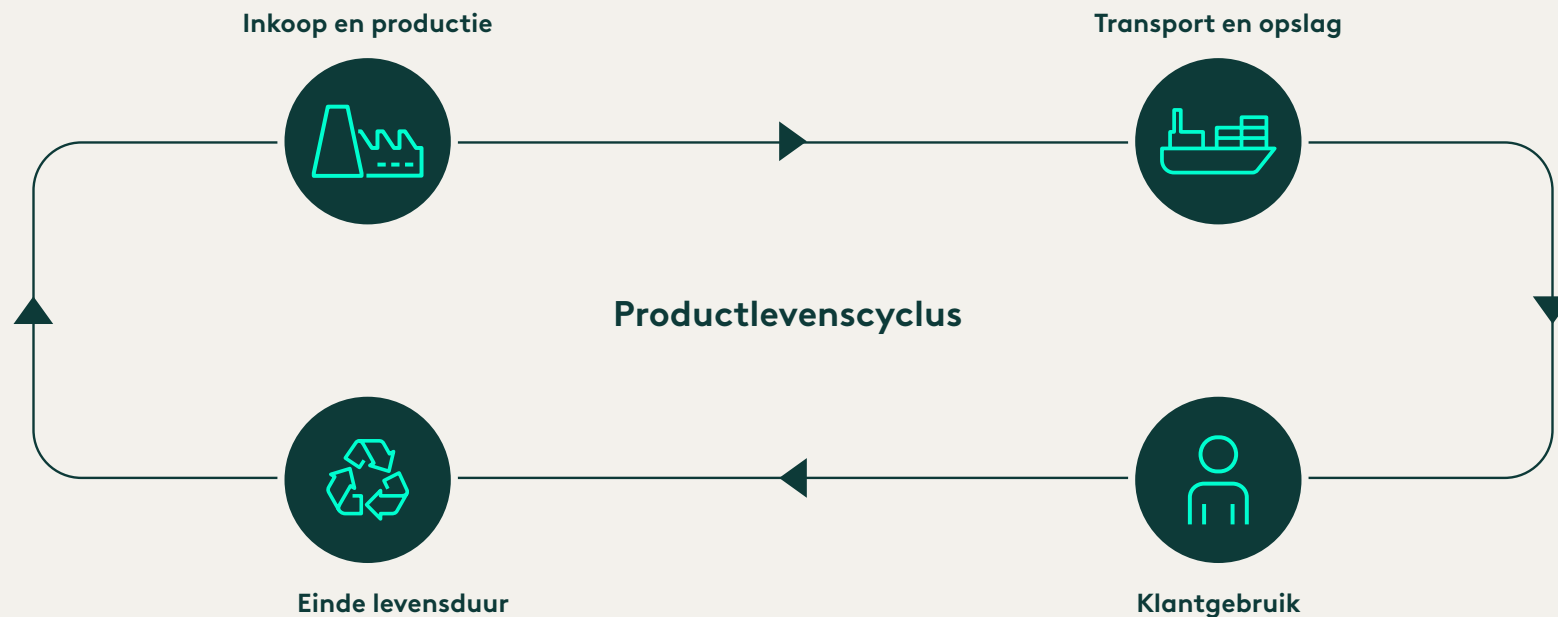 Inkoop en productie
Transport en opslag
Productlevenscyclus
Einde levensduur
Klantgebruik